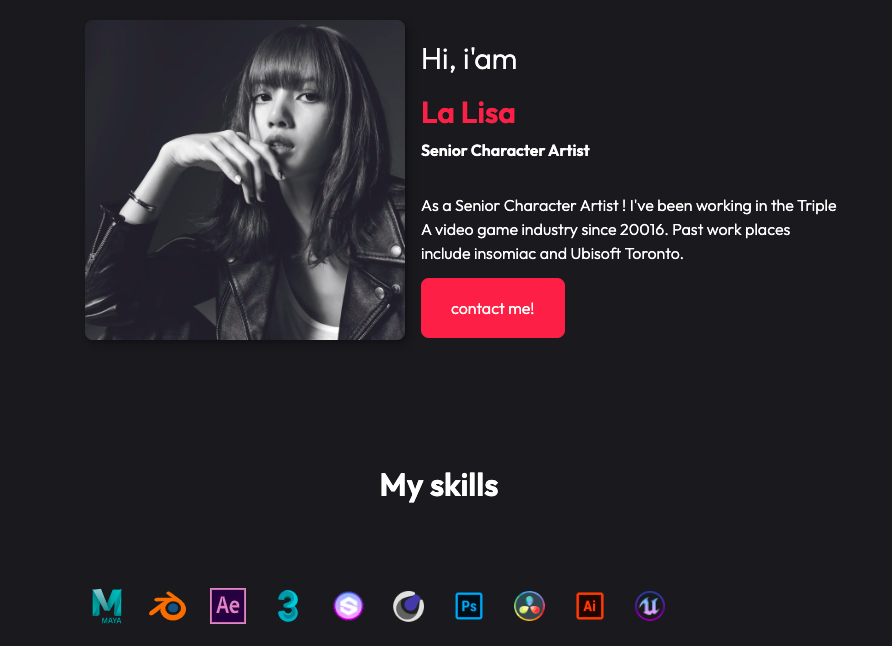 Hi, i'am
La Lisa
Senior Character Artist
As a Senior Character Artist ! I've been working in the Triple
A video game industry since 20016. Past work places
include insomiac and Ubisoft Toronto.
contact me!
My skills
MAYA
Ae
3
S
Ps
Ai